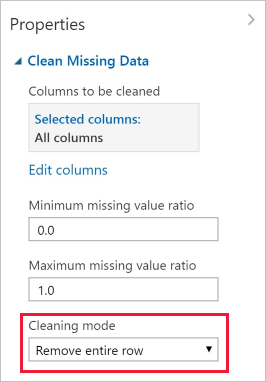 Properties
Clean Missing Data
Columns to be cleaned
Selected columns:
All columns
Edit columns
Minimum missing value ratio
0.0
Maximum missing value ratio
1.0
Cleaning mode
Remove entire row